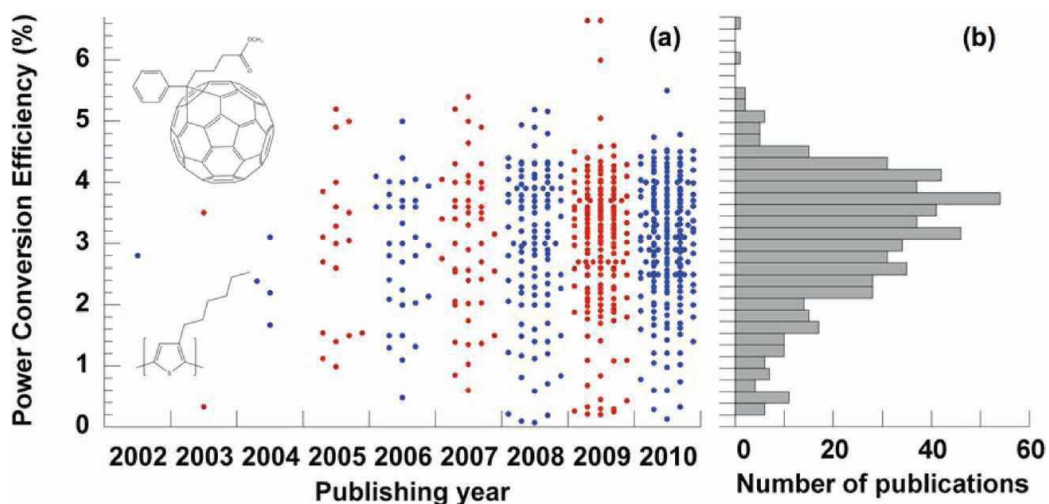 Power Conversion Efficiency (%)
6
5
4
3
2
1
0
OCH₃
O
S
(a)
2002 2003 2004 2005 2006 2007 2008 2009 2010
Publishing year
(b)
0 20 40 60
Number of publications